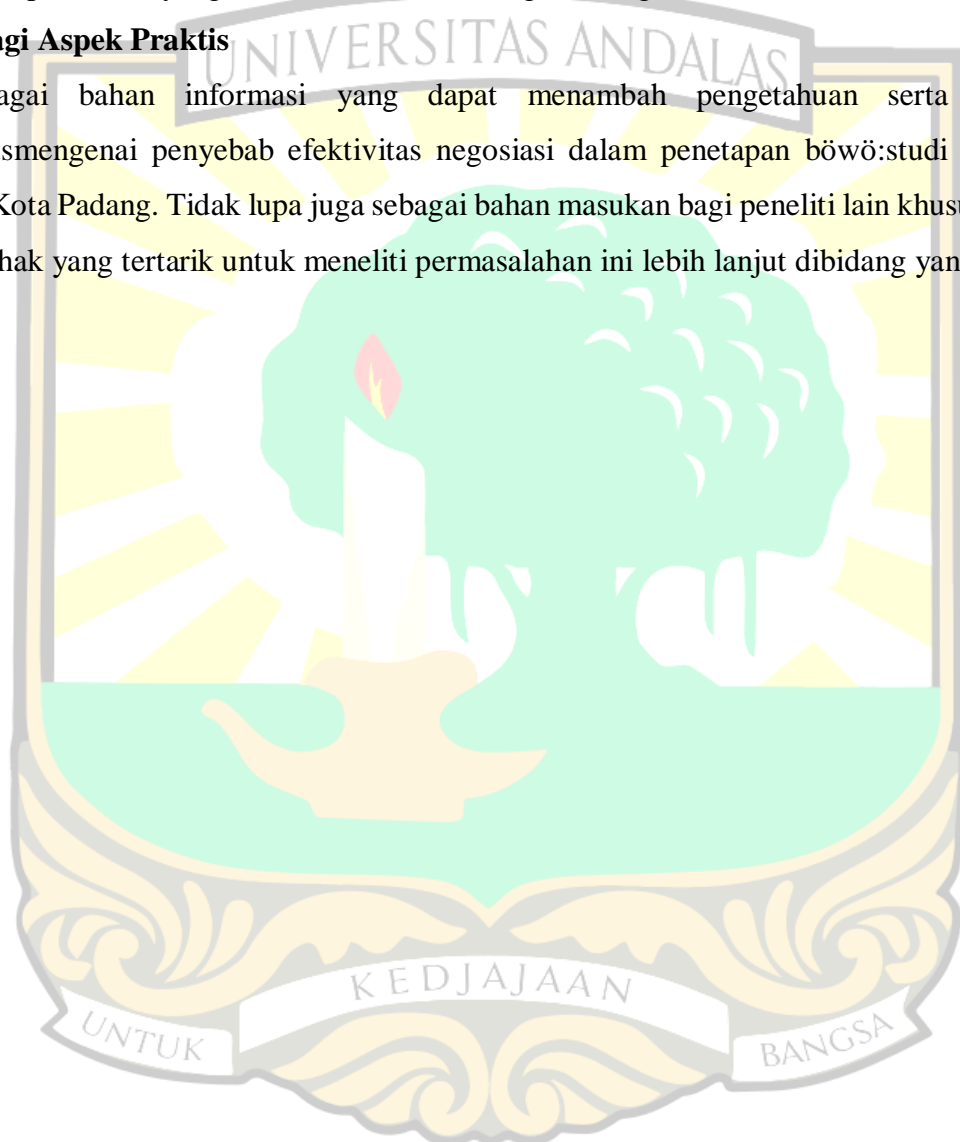 agi Aspek Praktis
UNIVERSITAS ANDALAS
agai bahan informasi yang dapat menambah pengetahuan serta
smengenai penyebab efektivitas negosiasi dalam penetapan böwö:studi
Kota Padang. Tidak lupa juga sebagai bahan masukan bagi peneliti lain khusu
hak yang tertarik untuk meneliti permasalahan ini lebih lanjut dibidang yan
KEDJAJAAN
UNTUK
BANGSA